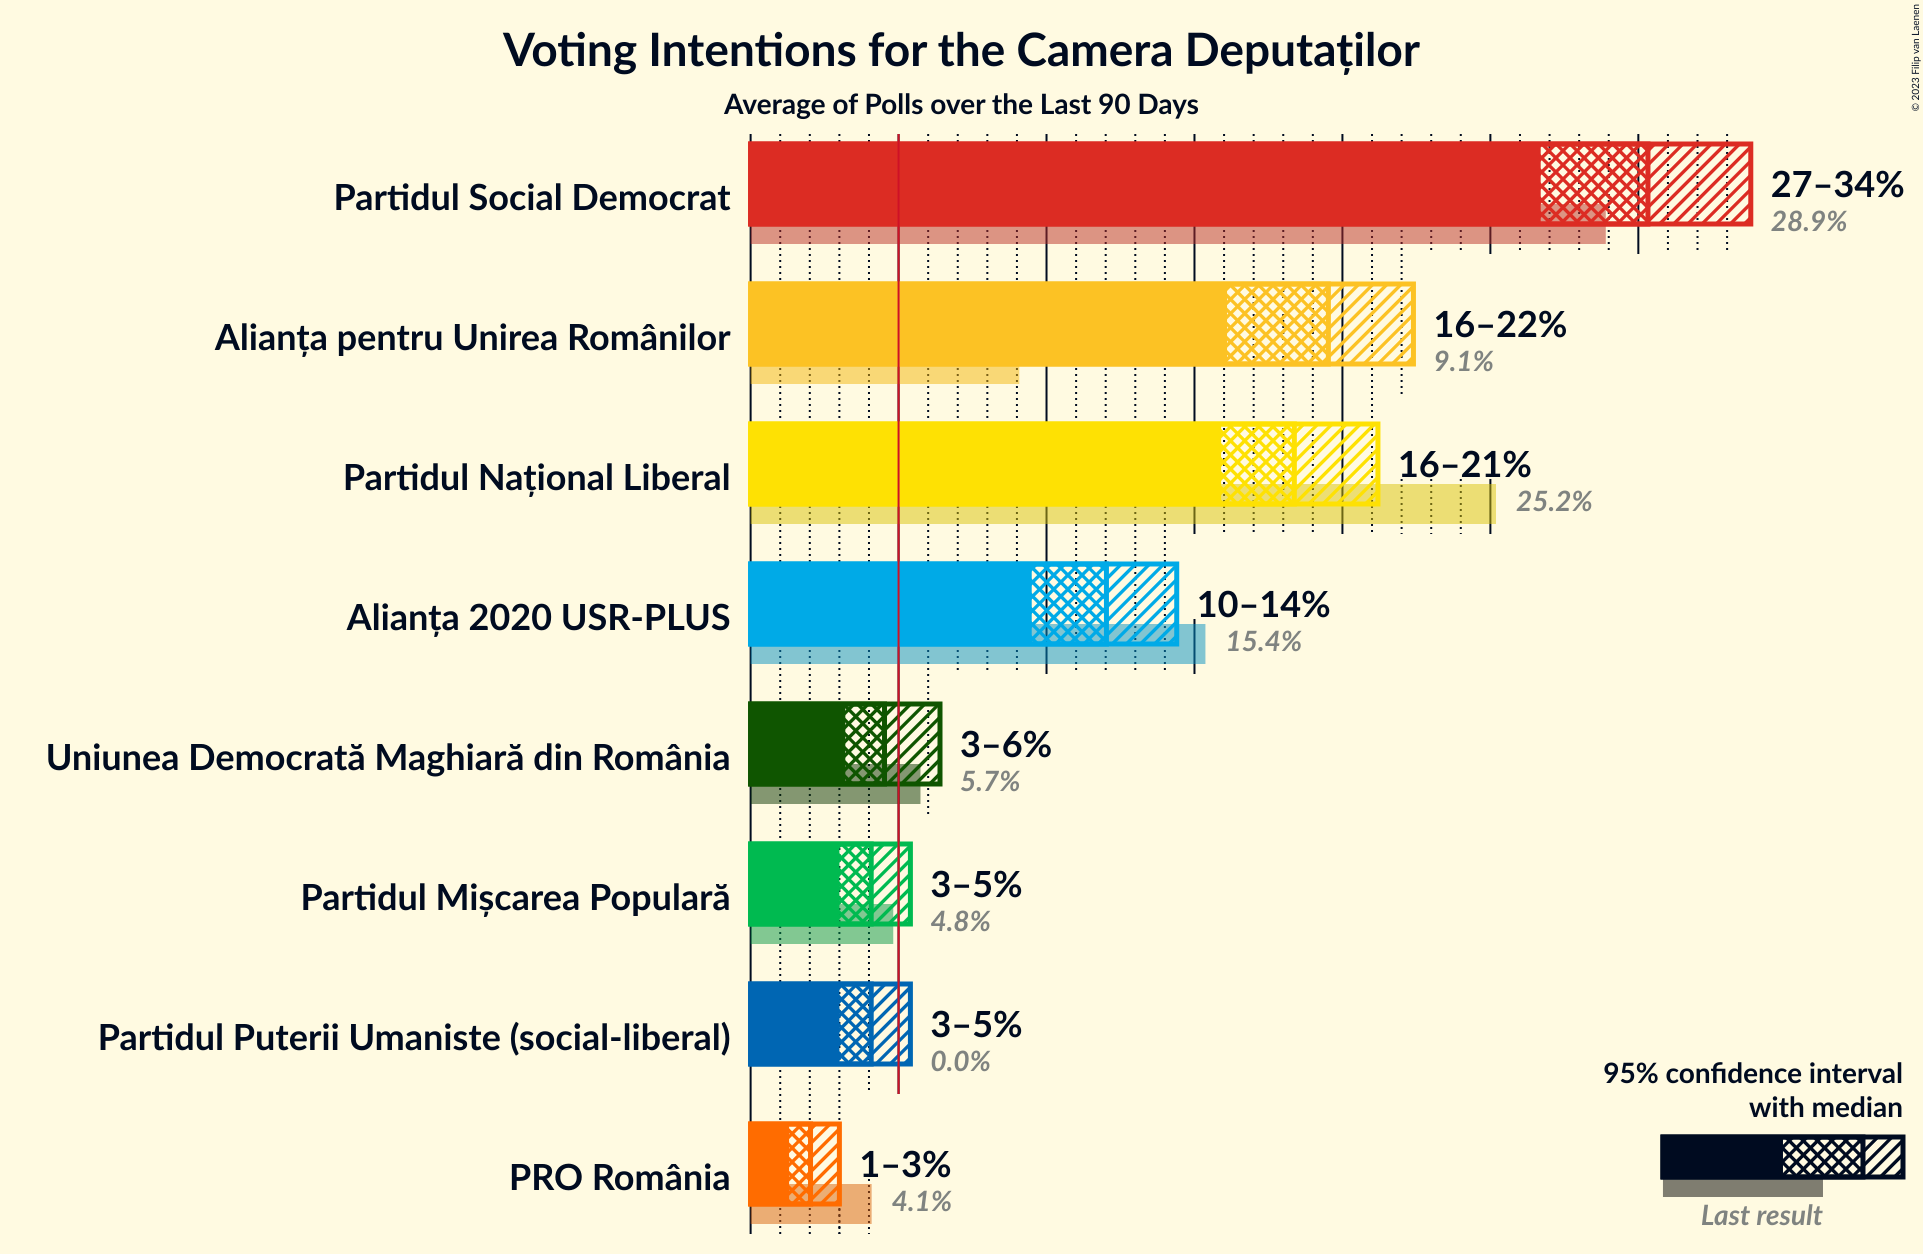 Voting Intentions for the Camera Deputaților
Average of Polls over the Last 90 Days
© 2023 Filip van Laenen
Partidul Social Democrat
27–34%
28.9%
Alianța pentru Unirea Românilor
16–22%
9.1%
Partidul Național Liberal
16–21%
25.2%
Alianța 2020 USR-PLUS
10–14%
15.4%
Uniunea Democrată Maghiară din România
3–6%
5.7%
Partidul Mișcarea Populară
3–5%
4.8%
Partidul Puterii Umaniste (social-liberal)
3–5%
0.0%
PRO România
1–3%
4.1%
95% confidence interval
with median
Last result